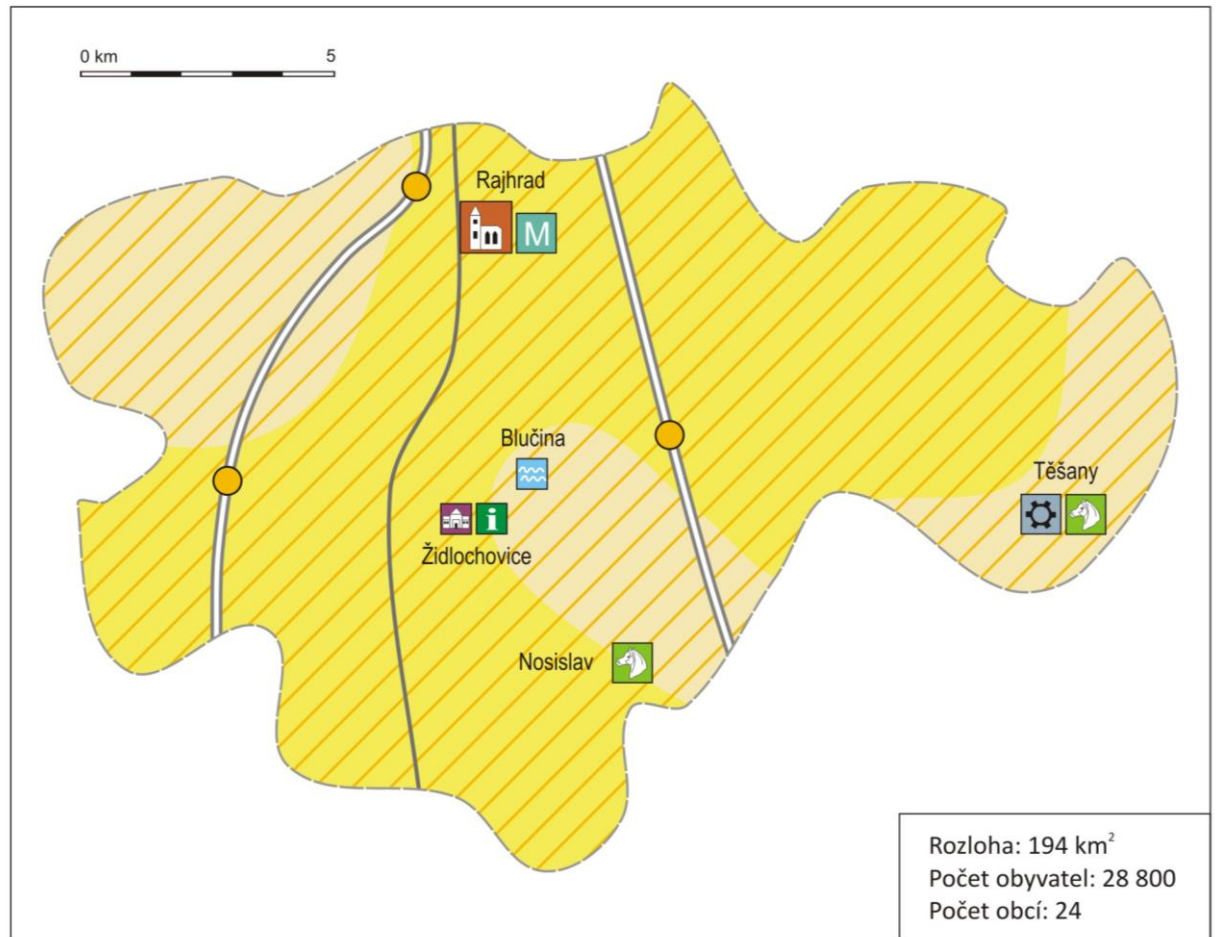 0 km 5
Rajhrad
M
Blučina
Těšany
i
Židlochovice
Nosislav
Rozloha: 194 km²
Počet obyvatel: 28 800
Počet obcí: 24